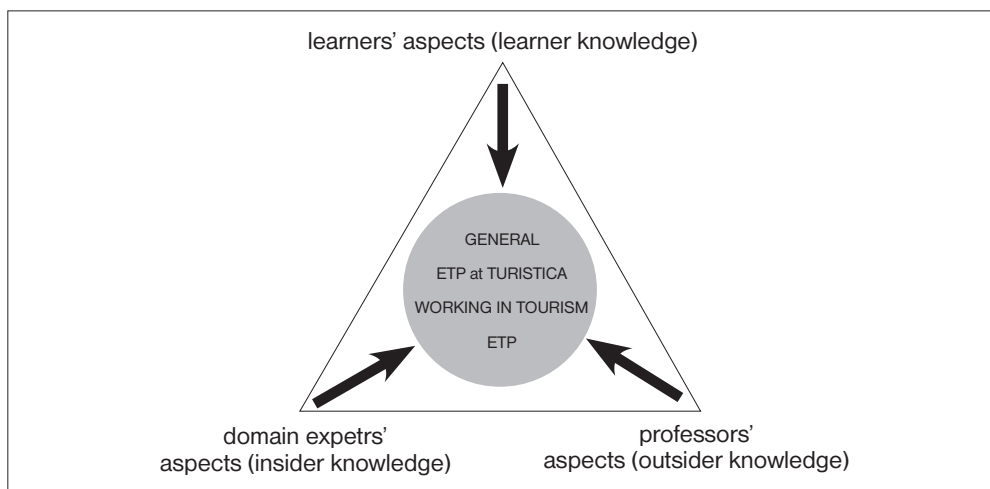 learners’ aspects (learner knowledge)
GENERAL
ETP at TURISTICA
WORKING IN TOURISM
ETP
domain expetrs’
aspects (insider knowledge)
professors’
aspects (outsider knowledge)